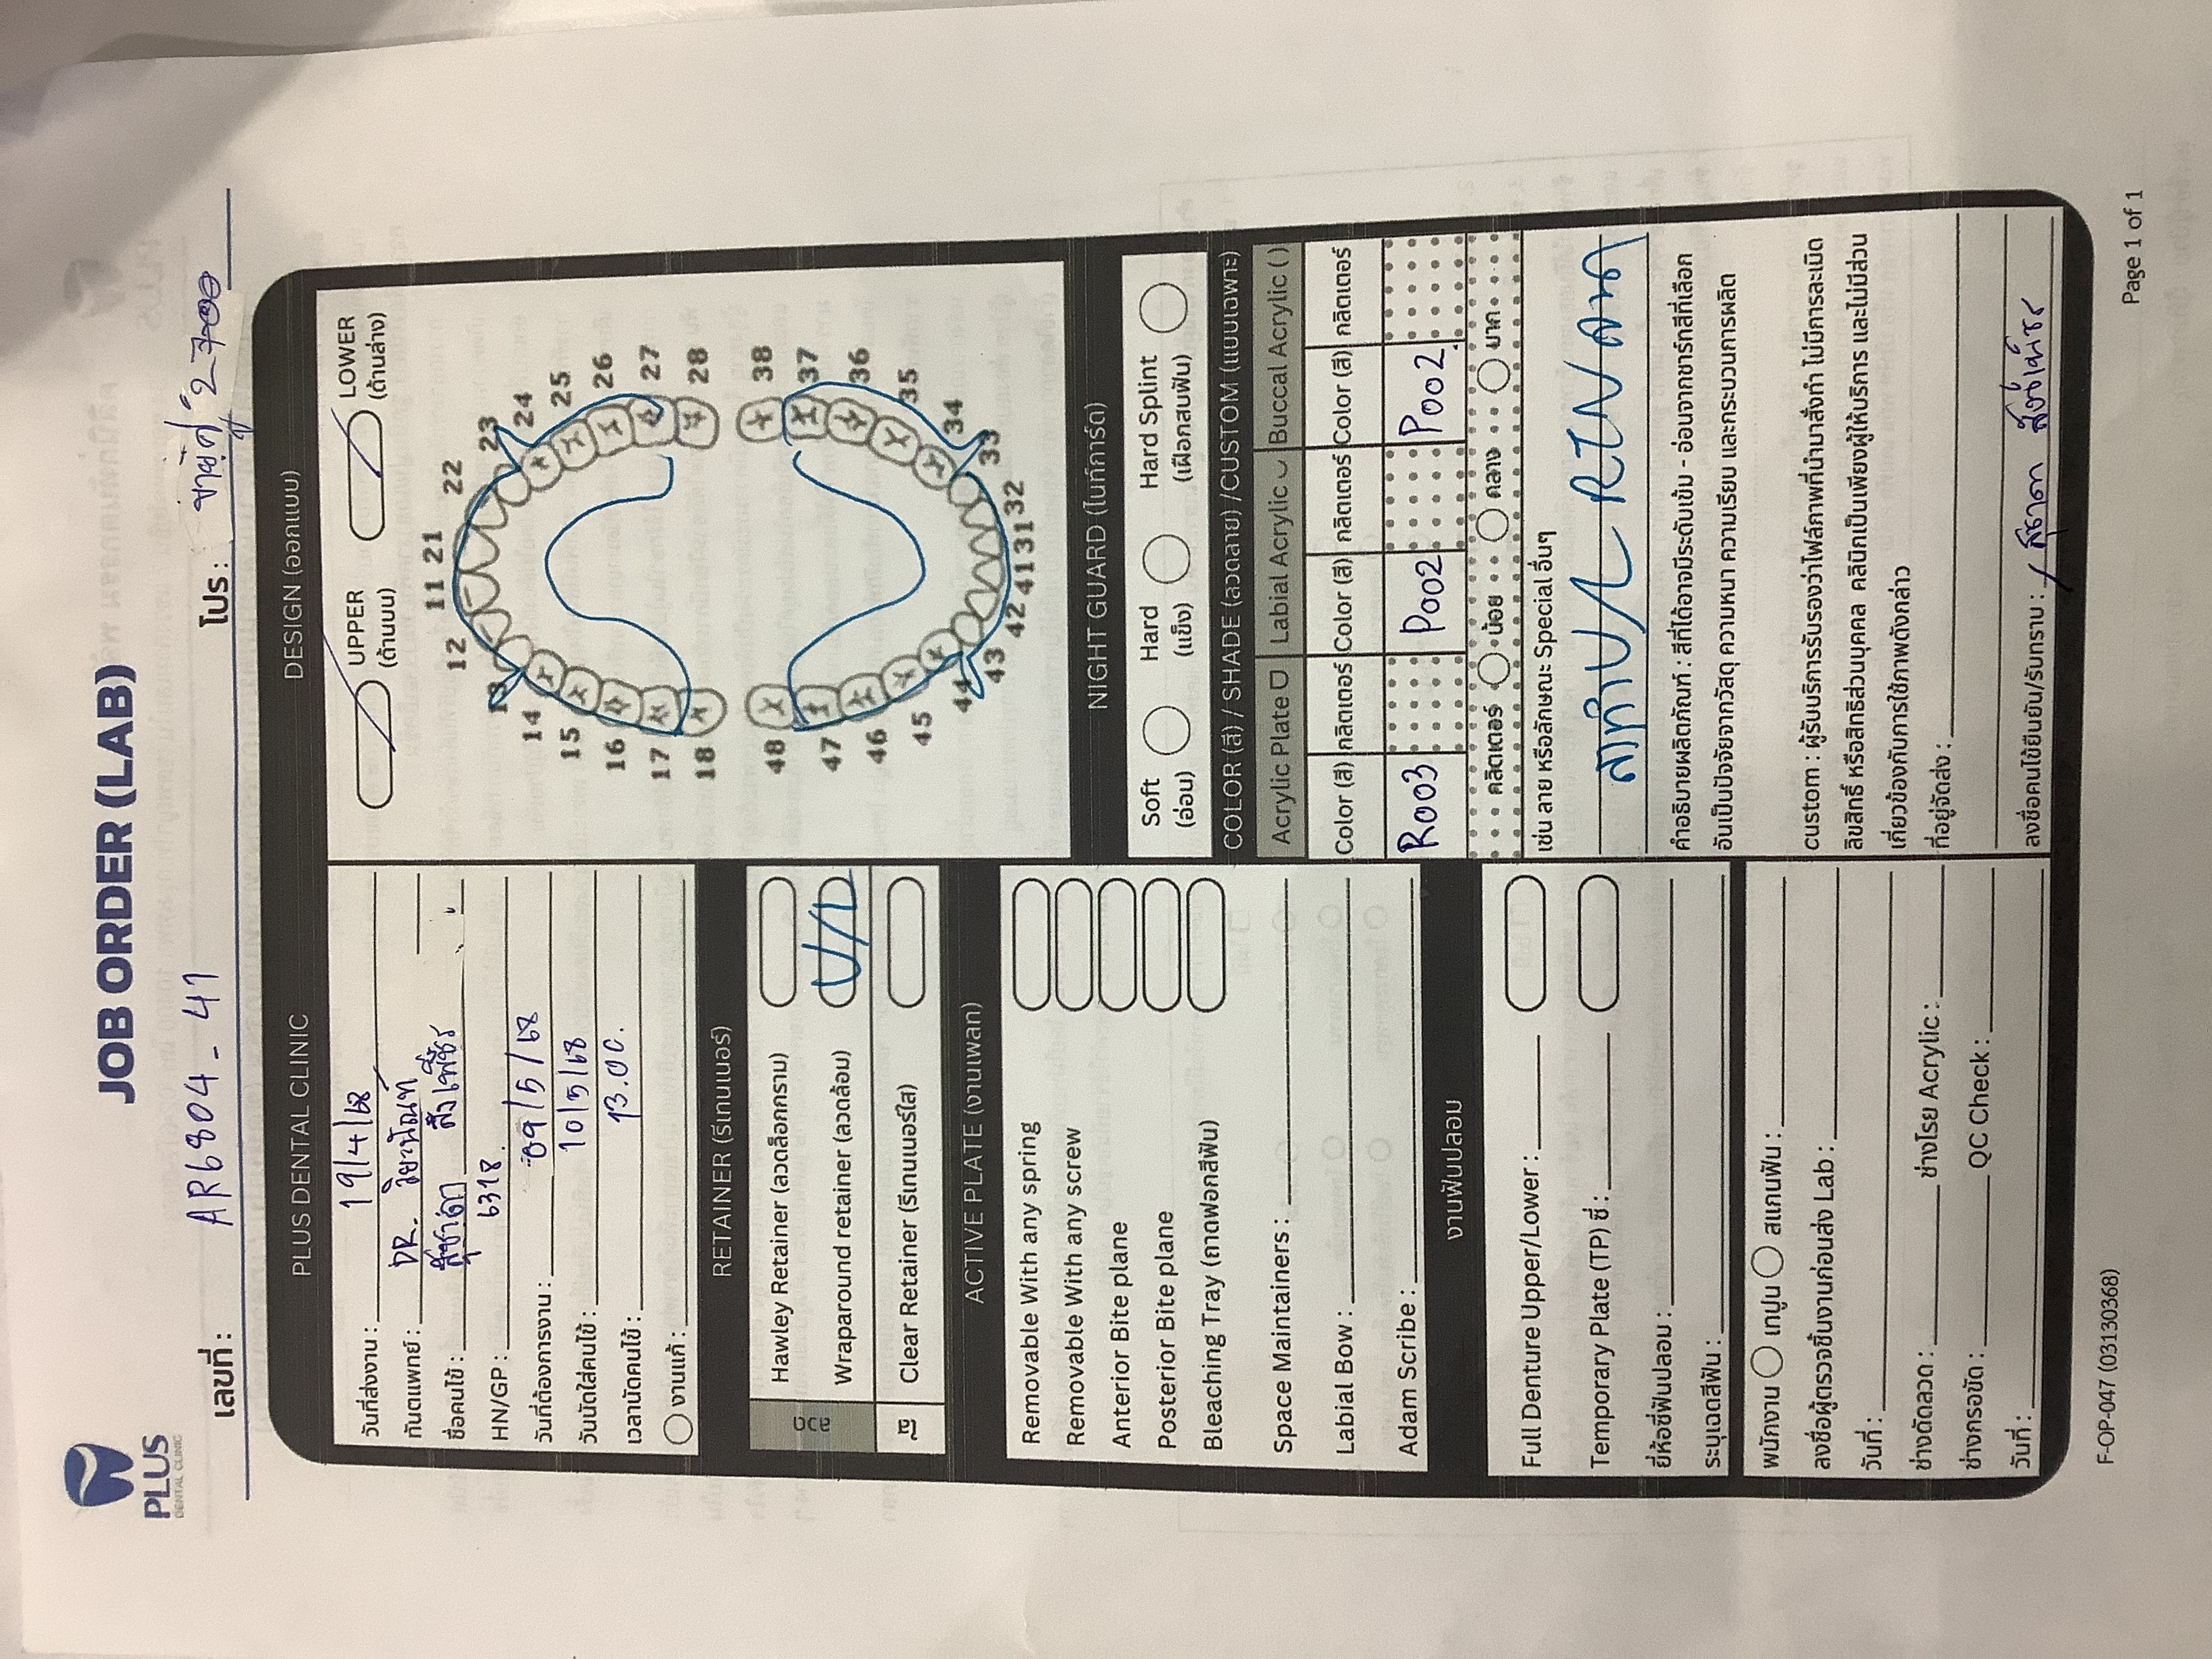 PLUS
DENTAL CLINIC
JOB ORDER (LAB)
เลขที่ : AR6804-41
โปร : 2700
PLUS DENTAL CLINIC
วันที่ส่งงาน : 19/4/68
ทันตแพทย์ : DR.
ชื่อคนไข้ : สุชาดา
HN/GP : 6318
วันที่ต้องการงาน : 09/5/68
วันนัดใส่คนไข้ : 10/5/68
เวลานัดคนไข้ : 13.00.
งานแก้ :
DESIGN (ออกแบบ)
UPPER (ด้านบน)
LOWER (ด้านล่าง)
11 21
12 22
13 23
14 24
15 25
16 26
17 27
18 28
48 38
47 37
46 36
45 35
44 34
43 33
42 41 31 32
RETAINER (รีเทนเนอร์)
ลวด
Hawley Retainer (ลวดล็อกกราม)
Wraparound retainer (ลวดล้อม) U/L
ใส
Clear Retainer (รีเทนเนอร์ใส)
ACTIVE PLATE (งานเพลท)
Removable With any spring
Removable With any screw
Anterior Bite plane
Posterior Bite plane
Bleaching Tray (ถาดฟอกสีฟัน)
Space Maintainers :
Labial Bow :
Adam Scribe :
งานฟันปลอม
Full Denture Upper/Lower :
Temporary Plate (TP) ซี่ :
ยี่ห้อซี่ฟันปลอม :
ระบุเฉดสีฟัน :
พนักงาน เทปูน สแกนฟัน :
ลงชื่อผู้ตรวจชิ้นงานก่อนส่ง Lab :
วันที่ :
ช่างดัดลวด : ช่างโรย Acrylic :
ช่างกรอขัด : QC Check :
วันที่ :
NIGHT GUARD (ไนท์การ์ด)
Soft (อ่อน)
Hard (แข็ง)
Hard Splint (เฝือกสบฟัน)
COLOR (สี) / SHADE (ลวดลาย) /CUSTOM (แบบเฉพาะ)
Acrylic Plate Labial Acrylic Buccal Acrylic ( )
Color (สี) กลิตเตอร์ Color (สี) กลิตเตอร์ Color (สี) กลิตเตอร์
R003 P002 P002
กลิตเตอร์ น้อย กลาง มาก
เช่น ลาย หรือลักษณะ Special อื่นๆ
U/L RTN
คำอธิบายผลิตภัณฑ์ : สีที่ได้อาจมีระดับเข้ม - อ่อนจากชาร์ทสีที่เลือก
อันเป็นปัจจัยจากวัสดุ ความหนา ความเรียบ และกระบวนการผลิต
custom : ผู้รับบริการรับรองว่าไฟล์ภาพที่นำมาสั่งทำ ไม่มีการละเมิด
ลิขสิทธิ์ หรือสิทธิส่วนบุคคล คลินิกเป็นเพียงผู้ให้บริการ และไม่มีส่วน
เกี่ยวข้องกับการใช้ภาพดังกล่าว
ที่อยู่จัดส่ง :
ลงชื่อคนไข้ยืนยัน/รับทราบ : สุชาดา
F-OP-047 (03130368)
Page 1 of 1